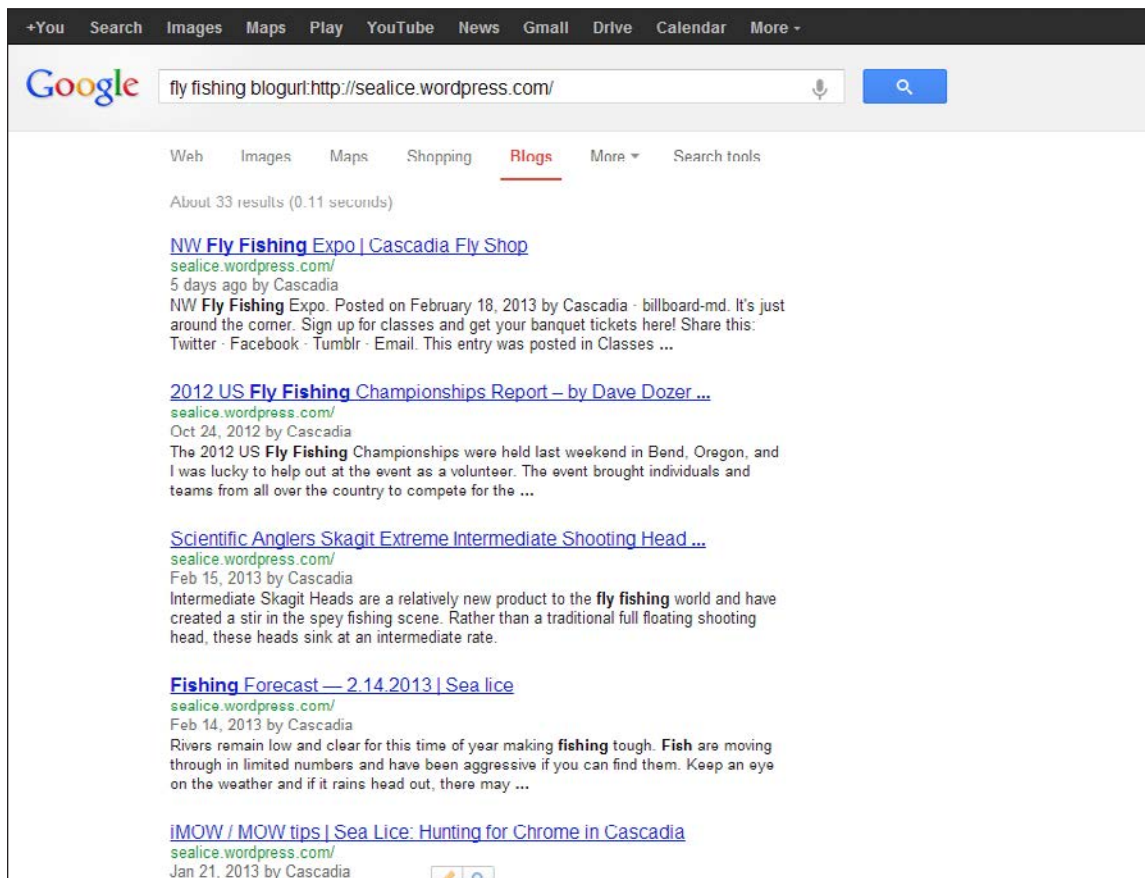 +You Search Images Maps Play YouTube News Gmail Drive Calendar More
Google fly fishing blogurl:http://sealice.wordpress.com/
Web Images Maps Shopping Blogs More Search tools
About 33 results (0.11 seconds)
NW Fly Fishing Expo | Cascadia Fly Shop
sealice.wordpress.com/
5 days ago by Cascadia
NW Fly Fishing Expo. Posted on February 18, 2013 by Cascadia · billboard-md. It's just
around the corner. Sign up for classes and get your banquet tickets here! Share this:
Twitter · Facebook · Tumblr · Email. This entry was posted in Classes ...
2012 US Fly Fishing Championships Report – by Dave Dozer ...
sealice.wordpress.com/
Oct 24, 2012 by Cascadia
The 2012 US Fly Fishing Championships were held last weekend in Bend, Oregon, and
I was lucky to help out at the event as a volunteer. The event brought individuals and
teams from all over the country to compete for the ...
Scientific Anglers Skagit Extreme Intermediate Shooting Head ...
sealice.wordpress.com/
Feb 15, 2013 by Cascadia
Intermediate Skagit Heads are a relatively new product to the fly fishing world and have
created a stir in the spey fishing scene. Rather than a traditional full floating shooting
head, these heads sink at an intermediate rate.
Fishing Forecast — 2.14.2013 | Sea lice
sealice.wordpress.com/
Feb 14, 2013 by Cascadia
Rivers remain low and clear for this time of year making fishing tough. Fish are moving
through in limited numbers and have been aggressive if you can find them. Keep an eye
on the weather and if it rains head out, there may ...
iMOW / MOW tips | Sea Lice: Hunting for Chrome in Cascadia
sealice.wordpress.com/
Jan 21, 2013 by Cascadia